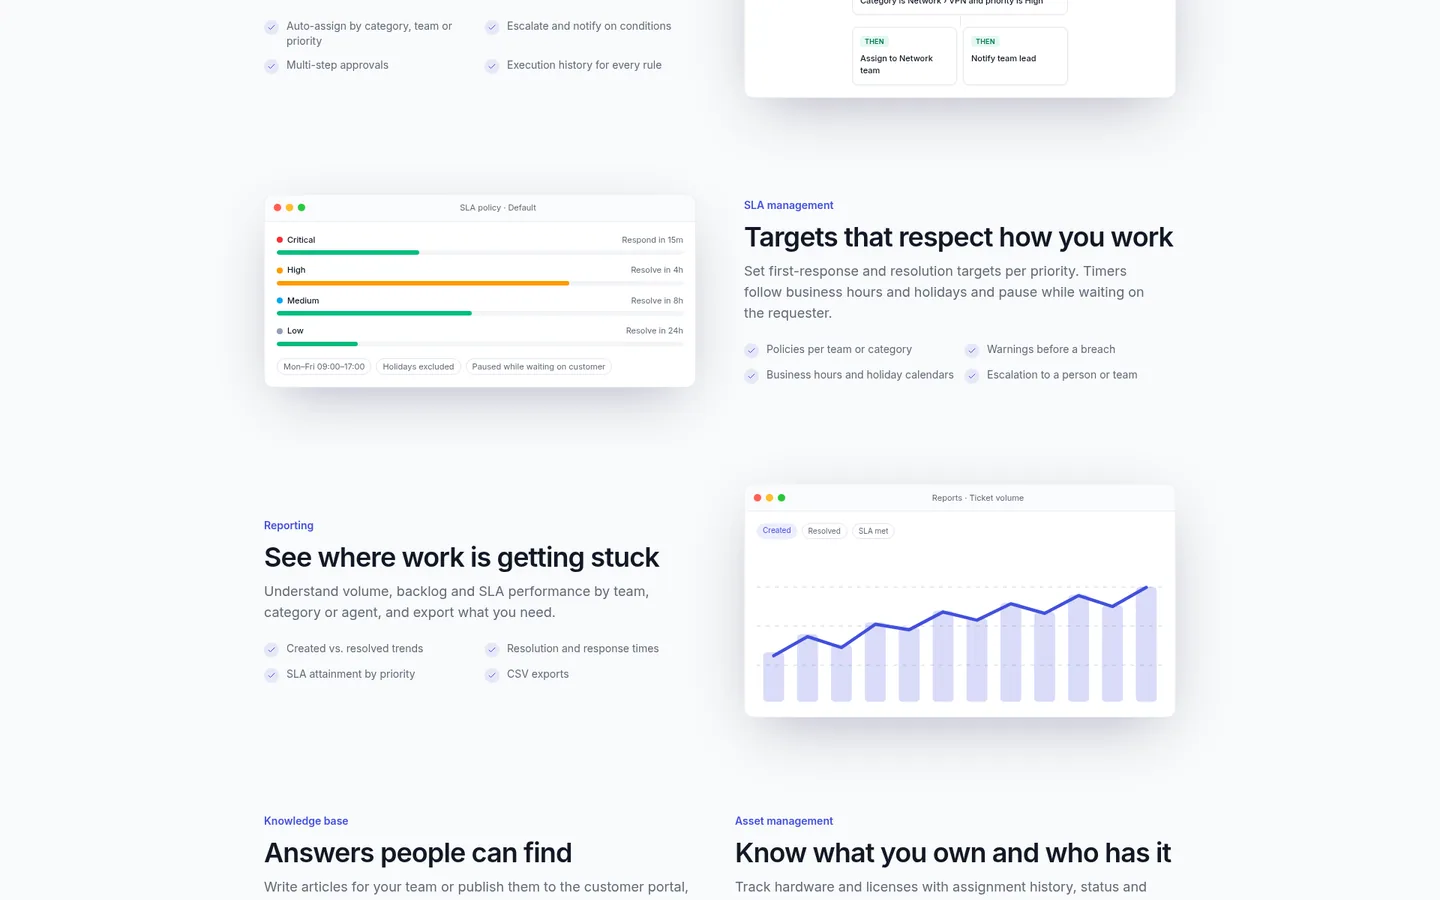 Auto-assign by category, team or
priority
Escalate and notify on conditions
Multi-step approvals
Execution history for every rule
Category is Network › VPN and priority is High
THEN
Assign to Network
team
THEN
Notify team lead
SLA policy · Default
Critical
Respond in 15m
High
Resolve in 4h
Medium
Resolve in 8h
Low
Resolve in 24h
Mon–Fri 09:00–17:00
Holidays excluded
Paused while waiting on customer
SLA management
Targets that respect how you work
Set first-response and resolution targets per priority. Timers
follow business hours and holidays and pause while waiting on
the requester.
Policies per team or category
Warnings before a breach
Business hours and holiday calendars
Escalation to a person or team
Reporting
See where work is getting stuck
Understand volume, backlog and SLA performance by team,
category or agent, and export what you need.
Created vs. resolved trends
Resolution and response times
SLA attainment by priority
CSV exports
Reports · Ticket volume
Created
Resolved
SLA met
Knowledge base
Answers people can find
Write articles for your team or publish them to the customer portal,
Asset management
Know what you own and who has it
Track hardware and licenses with assignment history, status and